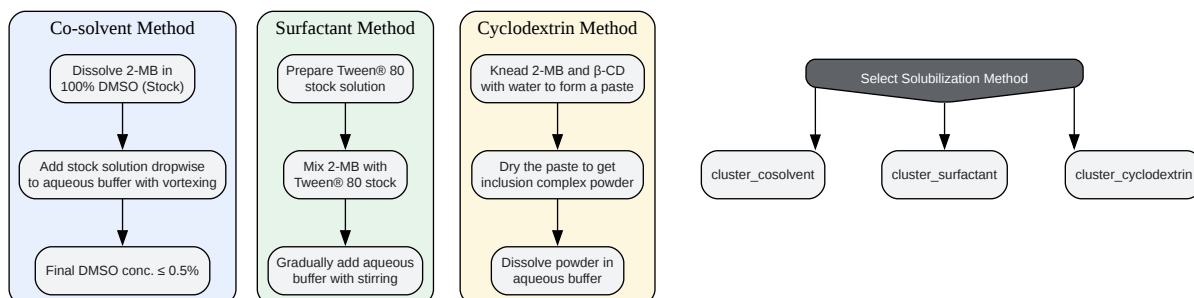 Co-solvent Method
Dissolve 2-MB in
100% DMSO (Stock)
Add stock solution dropwise
to aqueous buffer with vortexing
Final DMSO conc. ≤ 0.5%
Surfactant Method
Prepare Tween® 80
stock solution
Mix 2-MB with
Tween® 80 stock
Gradually add aqueous
buffer with stirring
Cyclodextrin Method
Knead 2-MB and β-CD
with water to form a paste
Dry the paste to get
inclusion complex powder
Dissolve powder in
aqueous buffer
Select Solubilization Method
cluster_cosolvent
cluster_surfactant
cluster_cyclodextrin